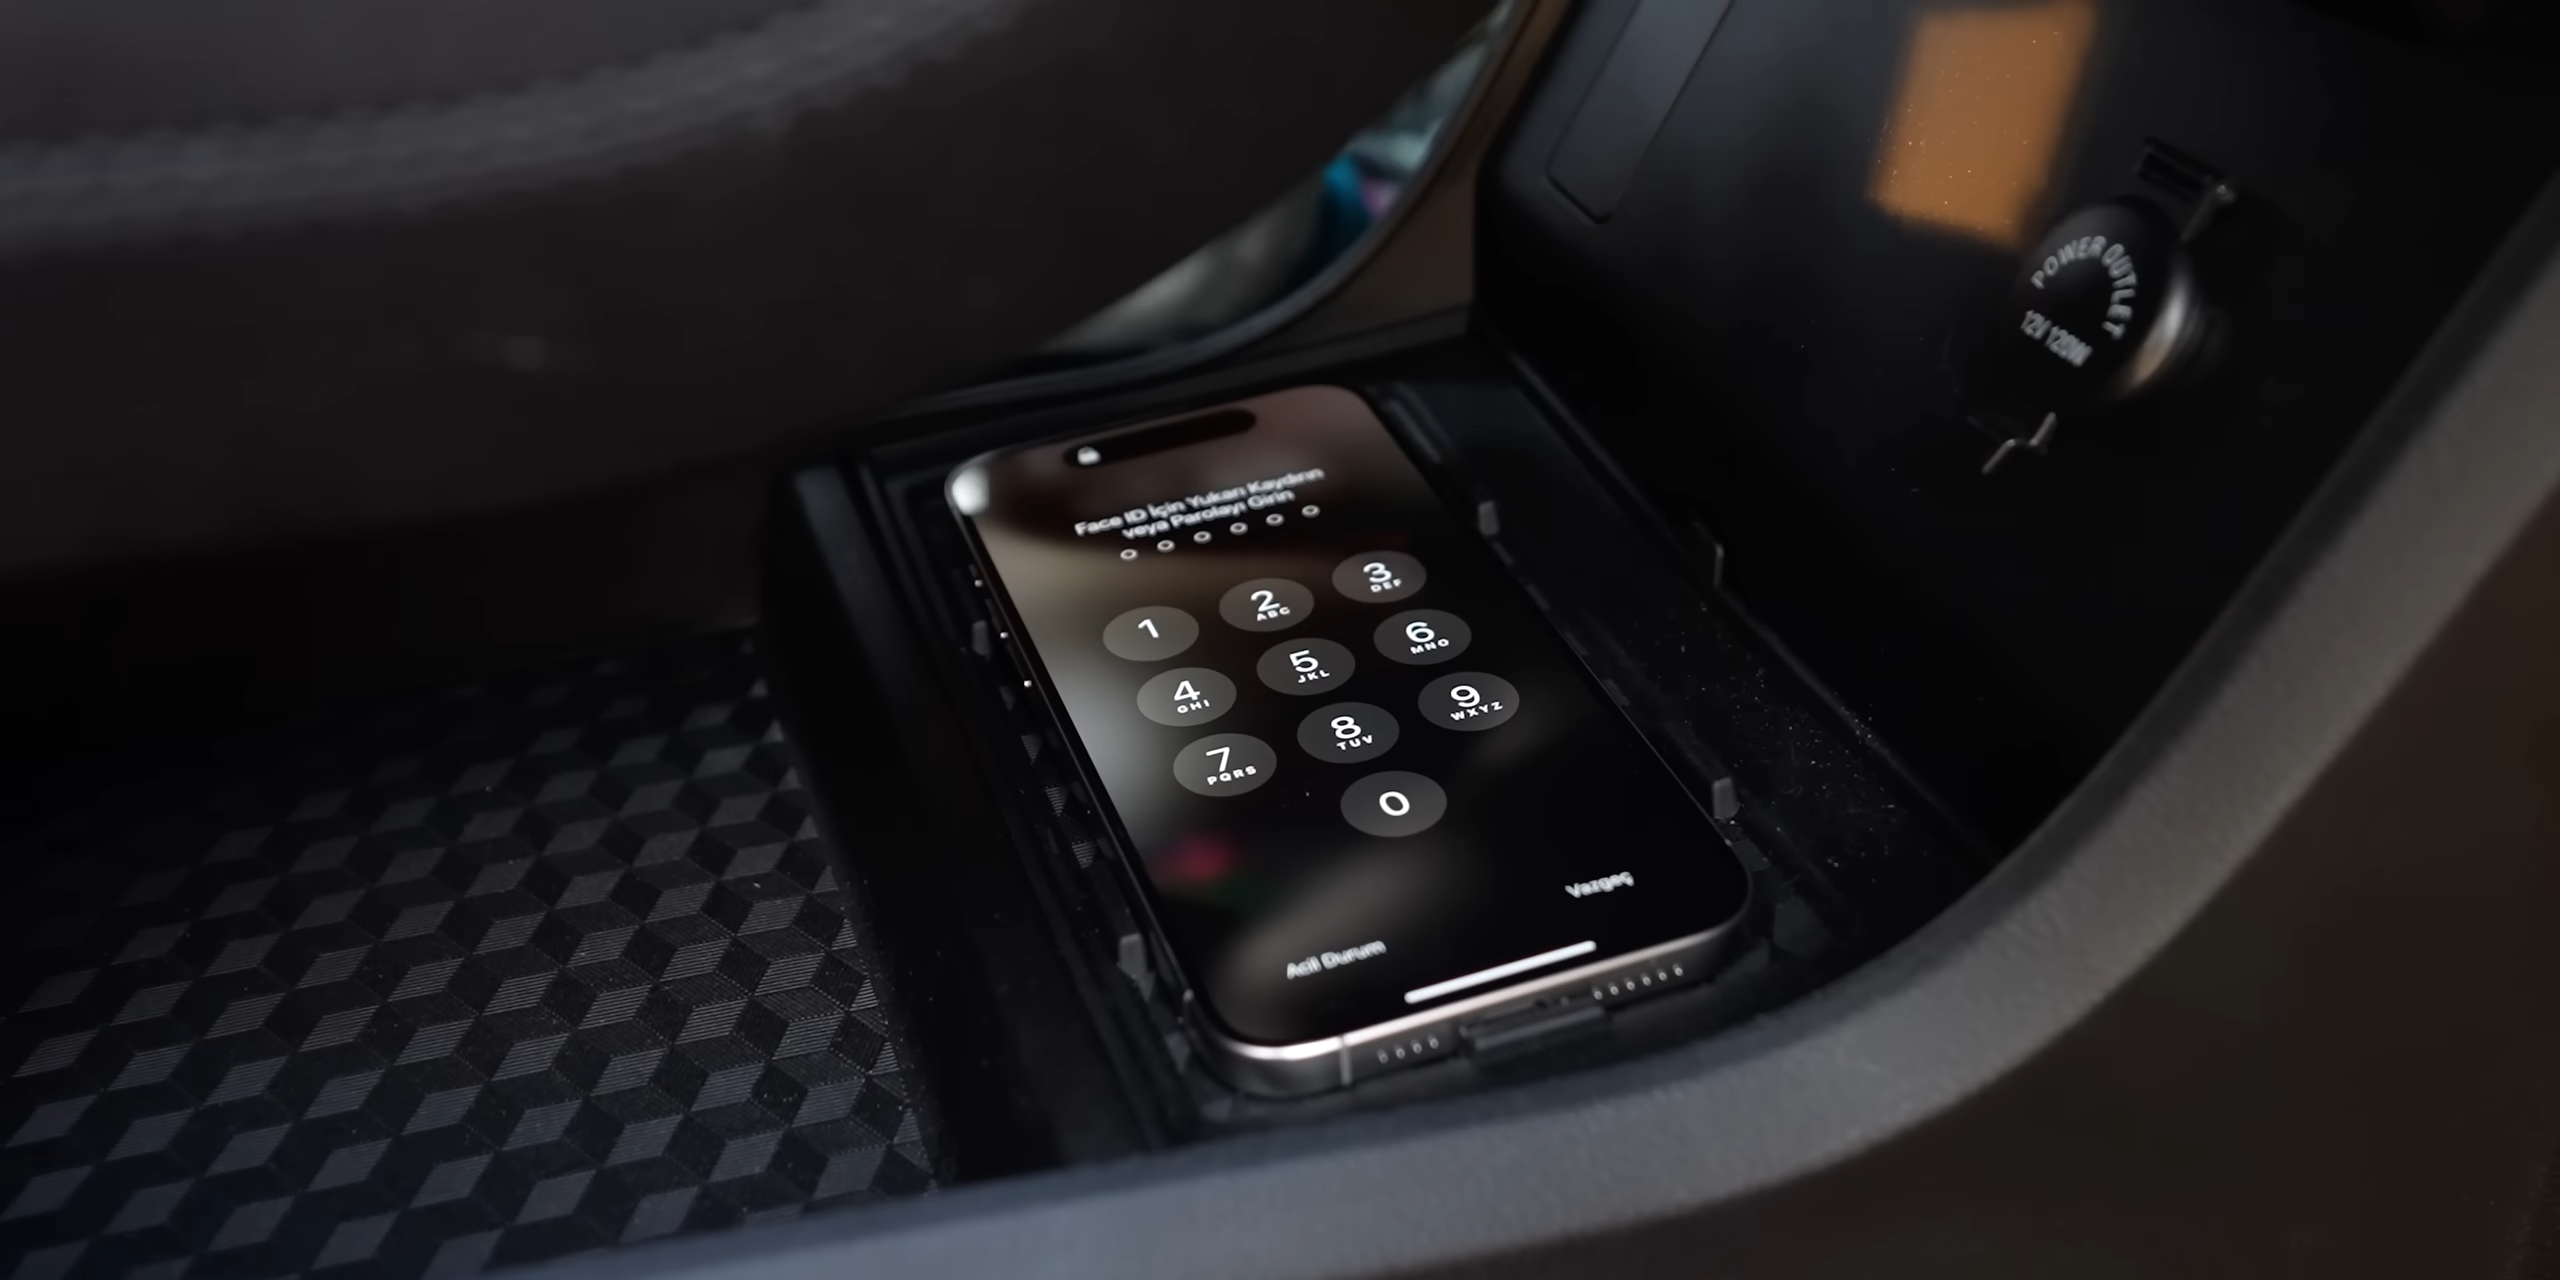 POWER OUTLET
12V 120W
Face ID İçin Yukarı Kaydırın
veya Parolayı Girin
1
2
ABC
3
DEF
4
GHI
5
JKL
6
MNO
7
PQRS
8
TUV
9
WXYZ
0
Acil Durum
Vazgeç